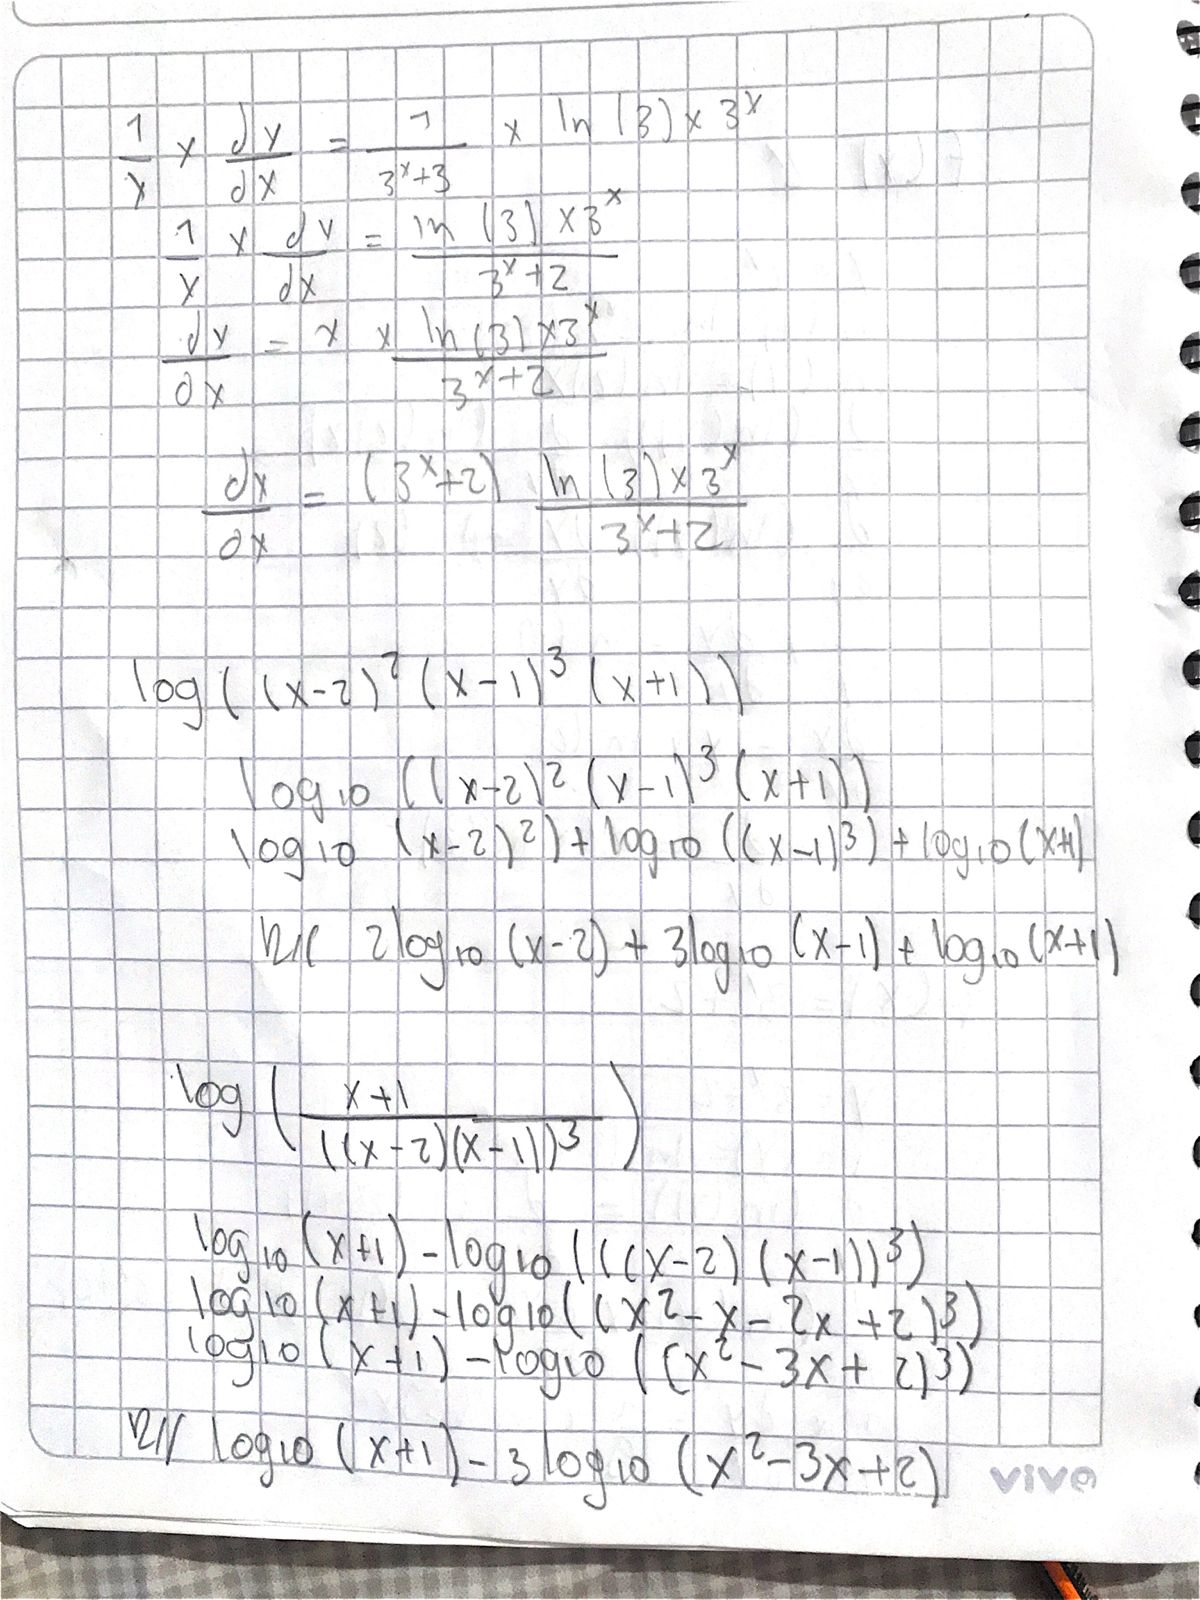 1/y × dy/dx = 1/(3^x+3) × ln (3) × 3^x
1/y × dy/dx = (ln (3) × 3^x)/(3^x+2)
dy/dx = y × (ln (3) × 3^x)/(3^x+2)
dy/dx = (3^x+2) (ln (3) × 3^x)/(3^x+2)
log ( (x-2)^2 (x-1)^3 (x+1))
log10 ((x-2)^2 (x-1)^3 (x+1))
log10 (x-2)^2) + log10 ((x-1)^3) + log10 (x+1)
R// 2log10 (x-2) + 3log10 (x-1) + log10 (x+1)
log ( (x+1)/((x-2)(x-1))^3 )
log10 (x+1) - log10 (((x-2) (x-1))^3)
log10 (x+1) - log10 ((x^2 - x - 2x + 2)^3)
log10 (x+1) - log10 ((x^2 - 3x + 2)^3)
R// log10 (x+1) - 3 log10 (x^2 - 3x + 2)
vivo